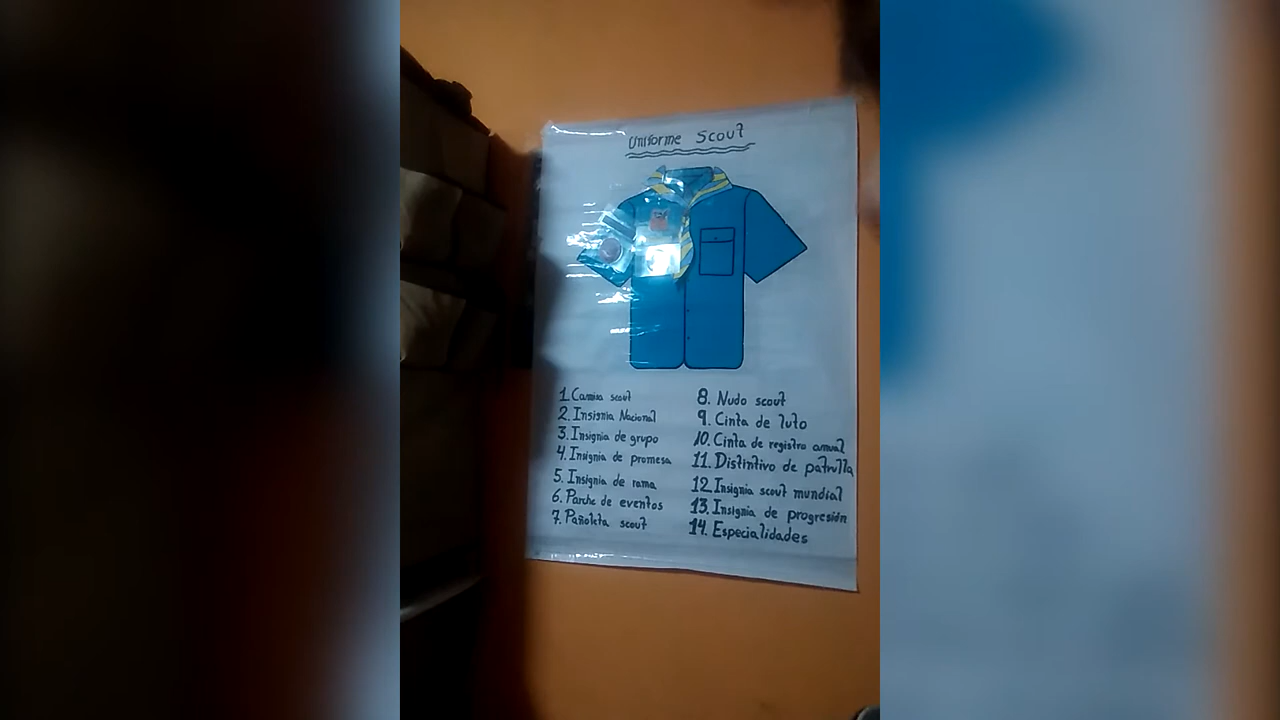 Uniforme Scout
1. Camisa scout
2. Insignia Nacional
3. Insignia de grupo
4. Insignia de promesa
5. Insignia de rama
6. Parche de eventos
7. Pañoleta scout
8. Nudo scout
9. Cinta de luto
10. Cinta de registro anual
11. Distintivo de patrulla
12. Insignia scout mundial
13. Insignia de progresión
14. Especialidades